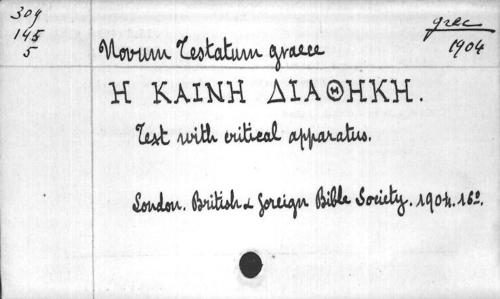 309
145
5
grec
1904
Novum Testatum graece
Η ΚΑΙΝΗ ΔΙΑΘΗΚΗ.
Text with critical apparatus.
London. British & Foreign Bible Society. 1904. 16º.